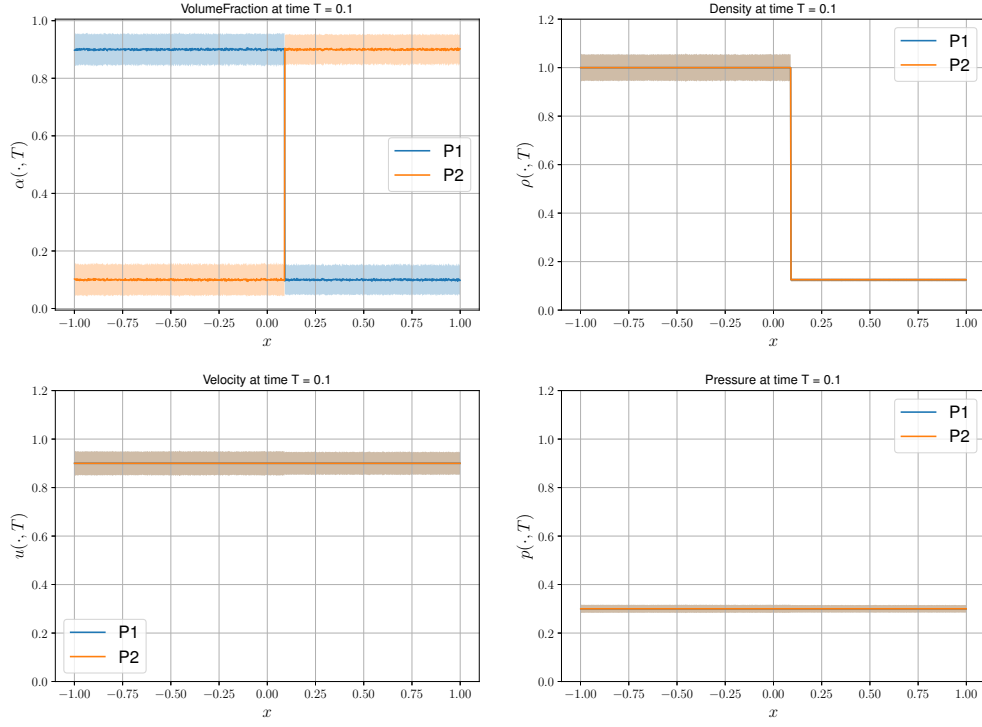 VolumeFraction at time T = 0.1
1.0
0.8
0.6
0.4
0.2
0.0
α(·, T)
P1
P2
−1.00 −0.75 −0.50 −0.25 0.00 0.25 0.50 0.75 1.00
x
Density at time T = 0.1
1.2
1.0
0.8
0.6
0.4
0.2
0.0
ρ(·, T)
P1
P2
−1.00 −0.75 −0.50 −0.25 0.00 0.25 0.50 0.75 1.00
x
Velocity at time T = 0.1
1.2
1.0
0.8
0.6
0.4
0.2
0.0
u(·, T)
P1
P2
−1.00 −0.75 −0.50 −0.25 0.00 0.25 0.50 0.75 1.00
x
Pressure at time T = 0.1
1.2
1.0
0.8
0.6
0.4
0.2
0.0
p(·, T)
P1
P2
−1.00 −0.75 −0.50 −0.25 0.00 0.25 0.50 0.75 1.00
x